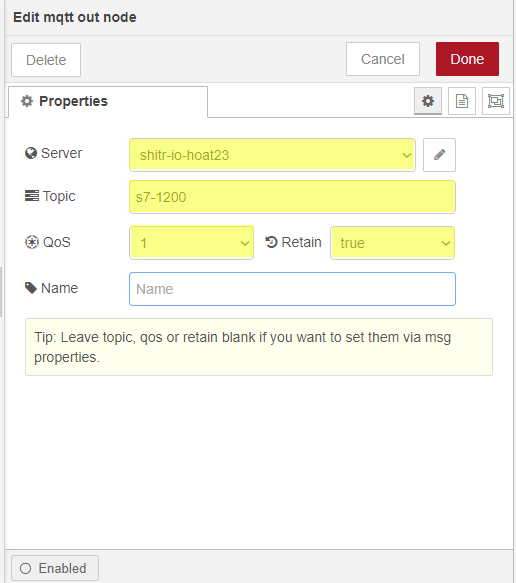 Edit mqtt out node
Delete Cancel Done
Properties
Server shitr-io-hoat23
Topic s7-1200
QoS 1 Retain true
Name Name
Tip: Leave topic, qos or retain blank if you want to set them via msg
properties.
Enabled